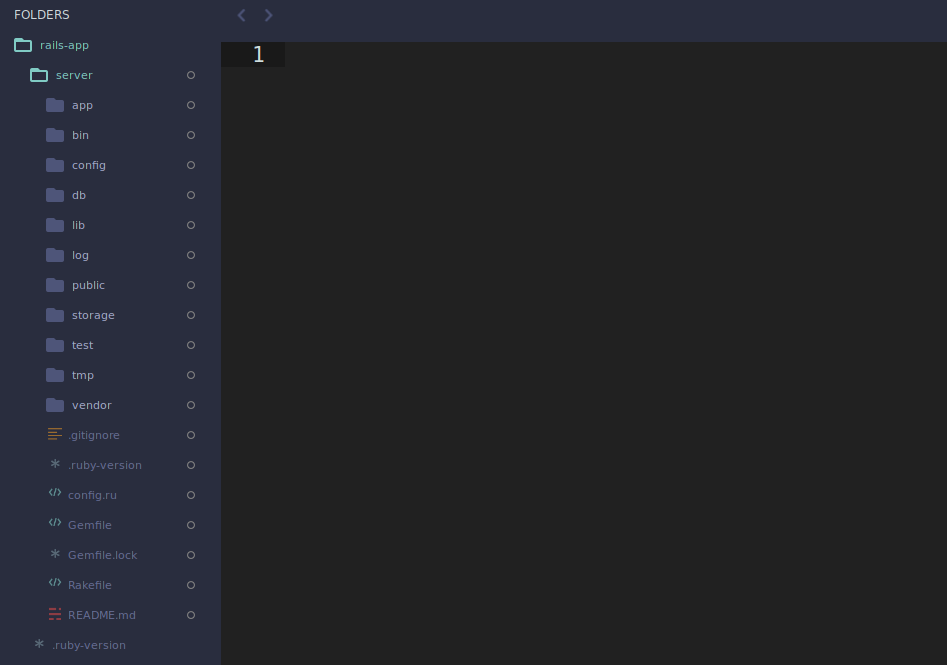 FOLDERS
rails-app
server
app
bin
config
db
lib
log
public
storage
test
tmp
vendor
.gitignore
.ruby-version
config.ru
Gemfile
Gemfile.lock
Rakefile
README.md
.ruby-version
1